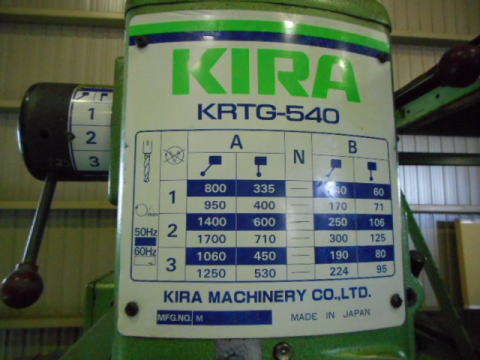 KIRA
KRTG-540
A N B
1 800 335 60
950 400 170 71
2 1400 600 250 106
1700 710 300 125
3 1060 450 190 80
1250 530 224 95
50Hz
60Hz
KIRA MACHINERY CO.,LTD.
MFG.NO. M MADE IN JAPAN
1
2
3